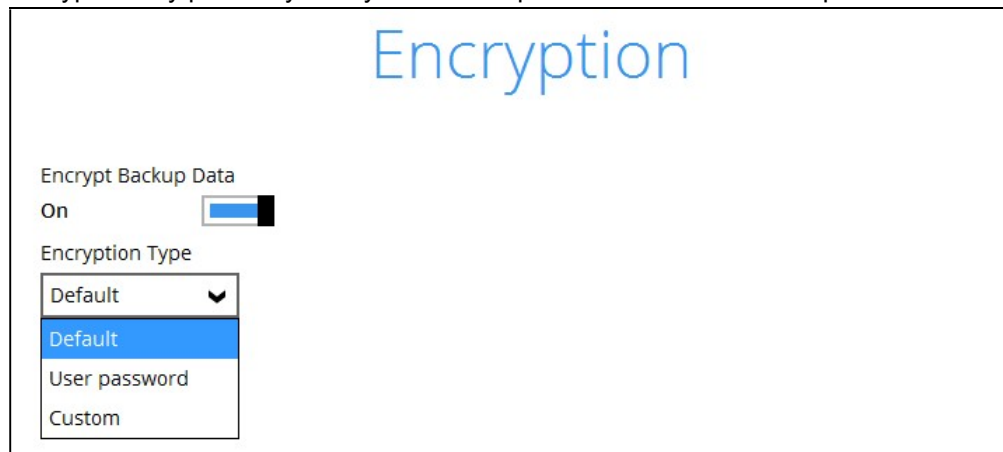 Encryption
Encrypt Backup Data
On
Encryption Type
Default
Default
User password
Custom